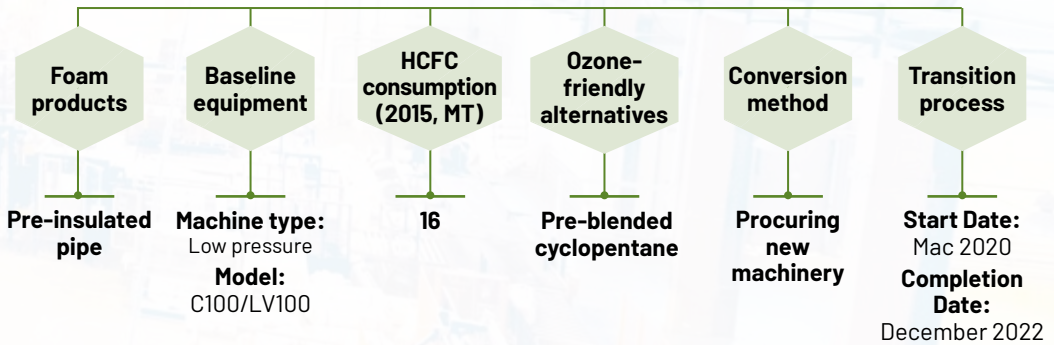 Foam
products
Baseline
equipment
HCFC
consumption
(2015, MT)
Ozone-
friendly
alternatives
Conversion
method
Transition
process
Pre-insulated
pipe
Machine type:
Low pressure
Model:
C100/LV100
16
Pre-blended
cyclopentane
Procuring
new
machinery
Start Date:
Mac 2020
Completion
Date:
December 2022